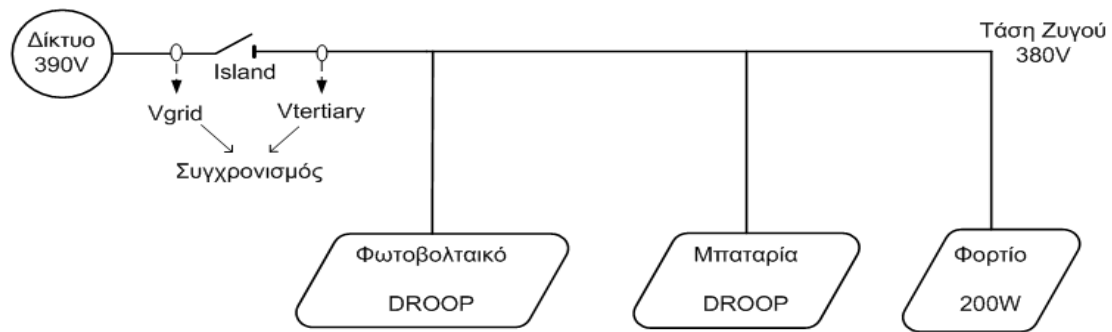 Δίκτυο
390V
Island
Vgrid
Vtertiary
Συγχρονισμός
Τάση Ζυγού
380V
Φωτοβολταικό
DROOP
Μπαταρία
DROOP
Φορτίο
200W